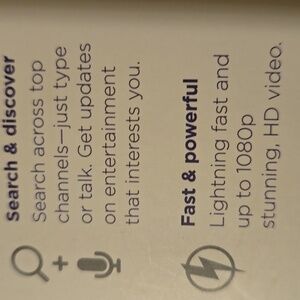 Search & discover
Search across top
channels—just type
or talk. Get updates
on entertainment
that interests you.
Fast & powerful
Lightning fast and
up to 1080p
stunning, HD video.